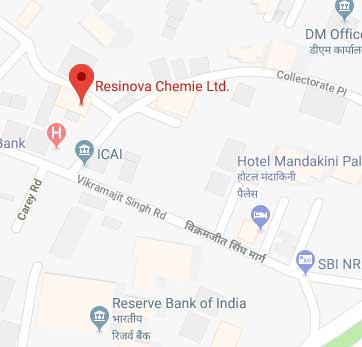 DM Offic
डीएम कार्याल
Collectorate Pl
Resinova Chemie Ltd.
H
Bank
ICAI
Hotel Mandakini Pal
होटल मंदाकिनी
पैलेस
Carey Rd
Vikramajit Singh Rd
विक्रमजीत सिंघ मार्ग
SBI NR
Reserve Bank of India
भारतीय
रिजर्व बैंक